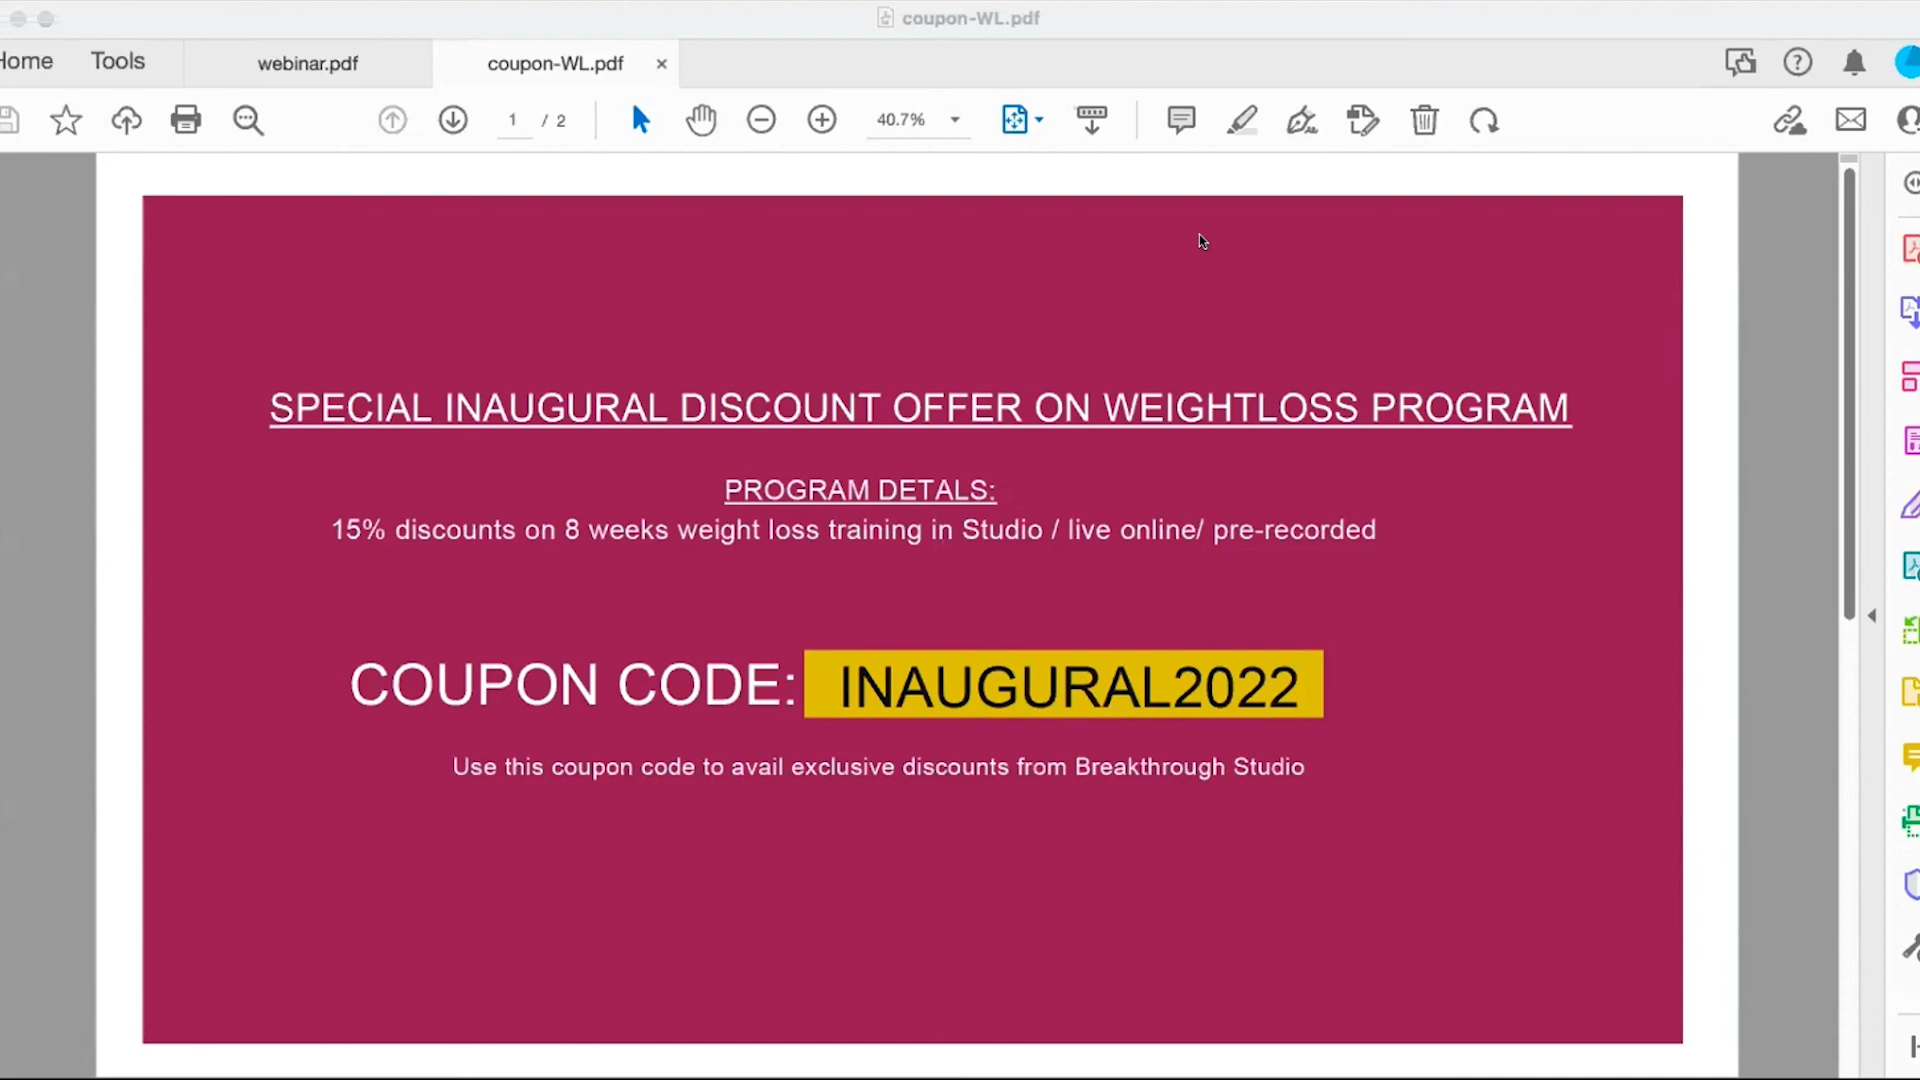 coupon-WL.pdf
Home Tools webinar.pdf coupon-WL.pdf
1 / 2 40.7%
SPECIAL INAUGURAL DISCOUNT OFFER ON WEIGHTLOSS PROGRAM
PROGRAM DETALS:
15% discounts on 8 weeks weight loss training in Studio / live online/ pre-recorded
COUPON CODE: INAUGURAL2022
Use this coupon code to avail exclusive discounts from Breakthrough Studio